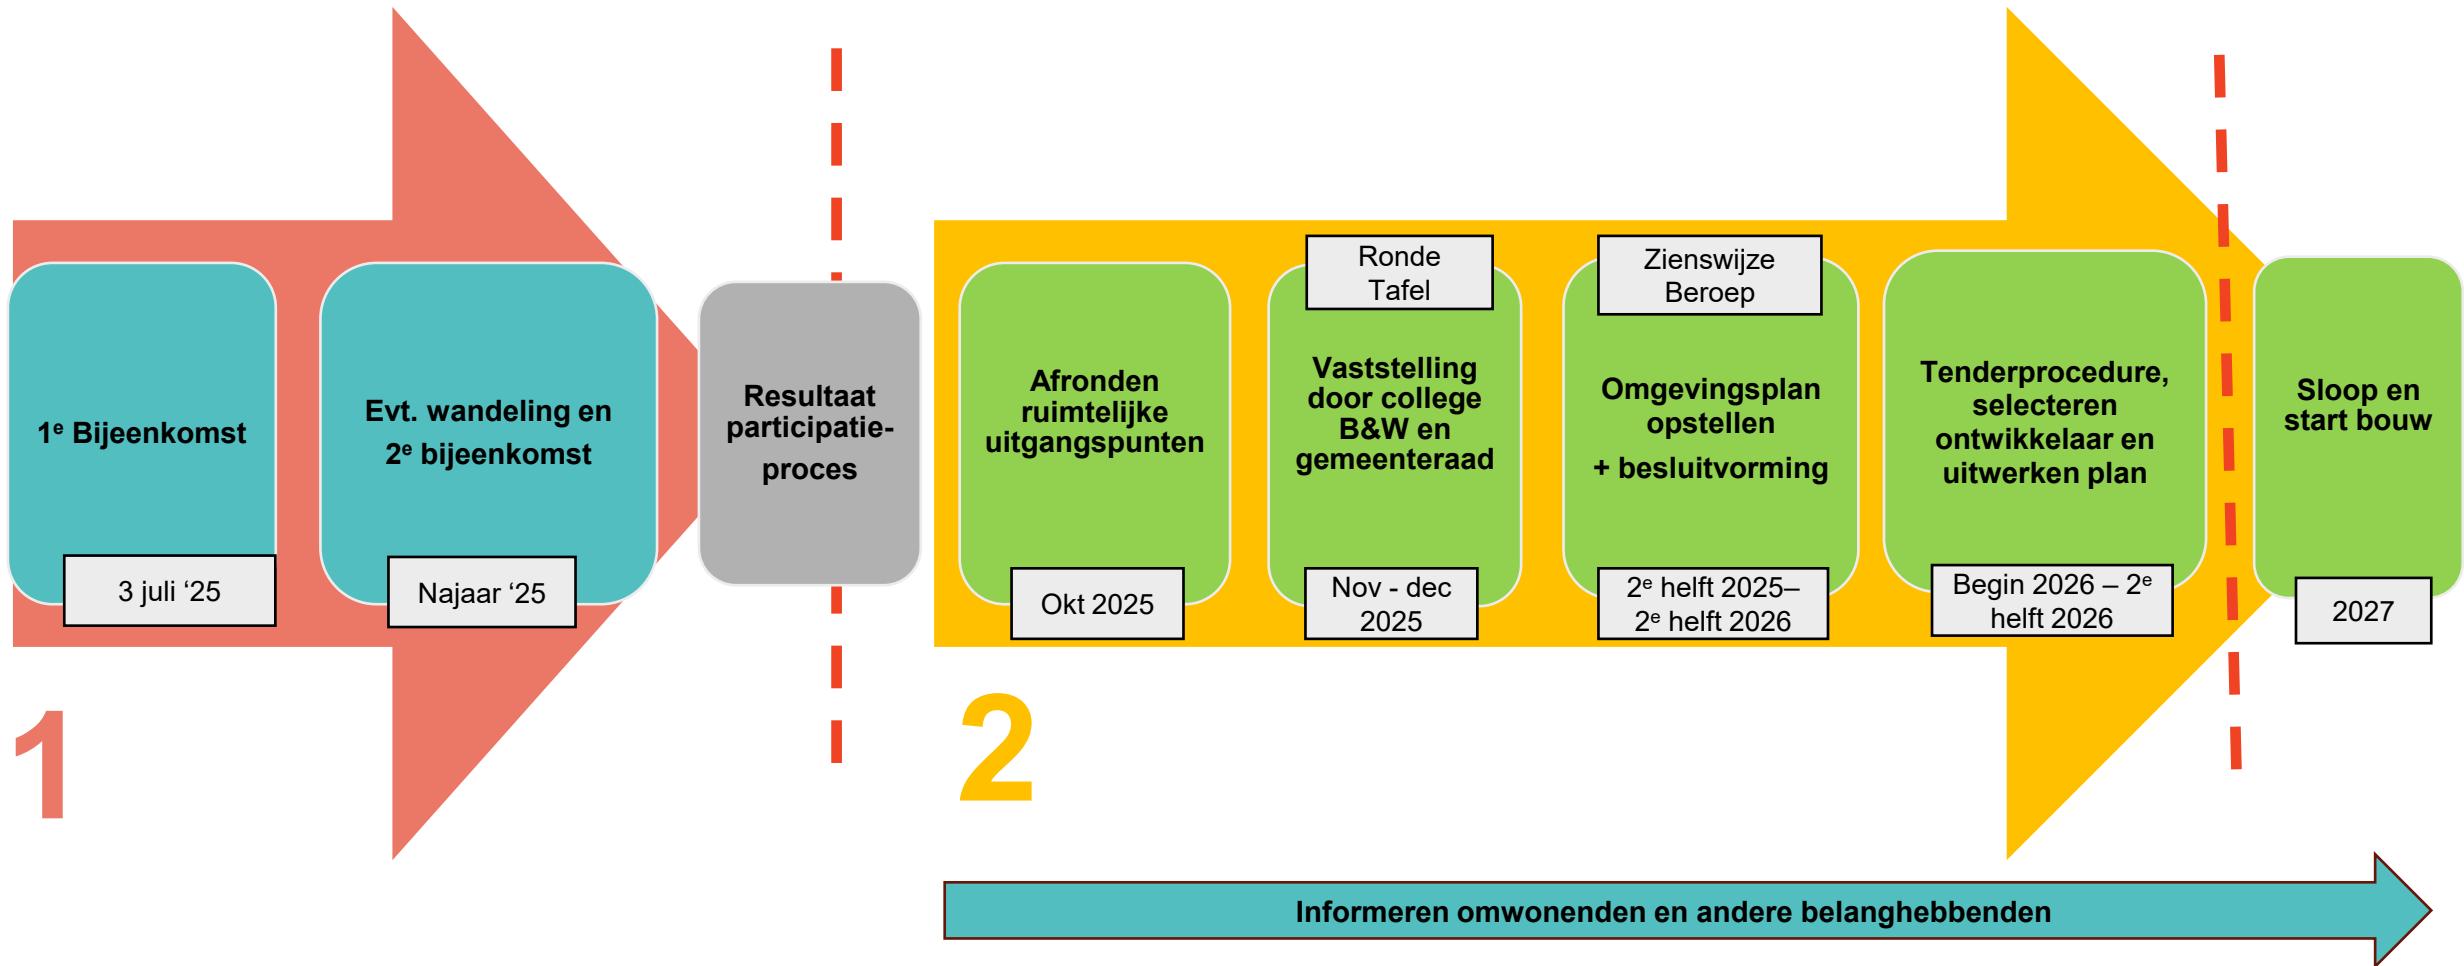 1e Bijeenkomst
3 juli ‘25
Evt. wandeling en
2e bijeenkomst
Najaar ‘25
Resultaat
participatie-
proces
1
Afronden
ruimtelijke
uitgangspunten
Okt 2025
Ronde
Tafel
Vaststelling
door college
B&W en
gemeenteraad
Nov - dec
2025
Zienswijze
Beroep
Omgevingsplan
opstellen
+ besluitvorming
2e helft 2025–
2e helft 2026
Tenderprocedure,
selecteren
ontwikkelaar en
uitwerken plan
Begin 2026 – 2e
helft 2026
Sloop en
start bouw
2027
2
Informeren omwonenden en andere belanghebbenden